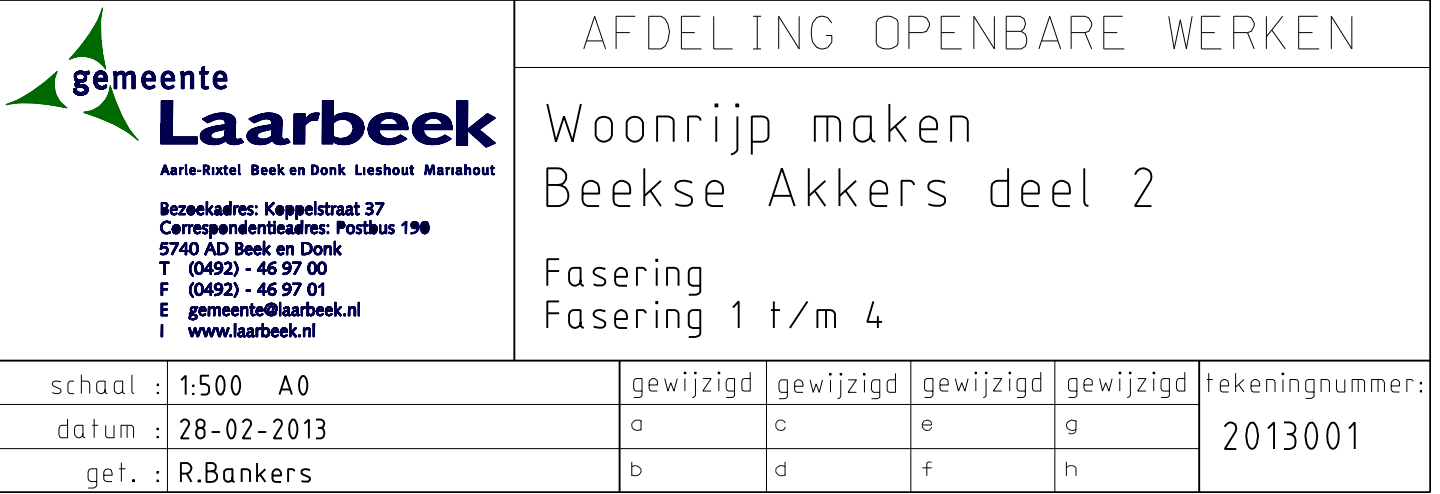 gemeente
Laarbeek
Aarle-Rixtel Beek en Donk Lieshout Mariahout
Bezoekadres: Koppelstraat 37
Correspondentieadres: Postbus 190
5740 AD Beek en Donk
T (0492) - 46 97 00
F (0492) - 46 97 01
E gemeente@laarbeek.nl
I www.laarbeek.nl
AFDELING OPENBARE WERKEN
Woonrijp maken
Beekse Akkers deel 2
Fasering
Fasering 1 t/m 4
schaal : 1:500 A0
datum : 28-02-2013
get. : R.Bankers
gewijzigd gewijzigd gewijzigd gewijzigd
a c e g
b d f h
tekeningnummer:
2013001